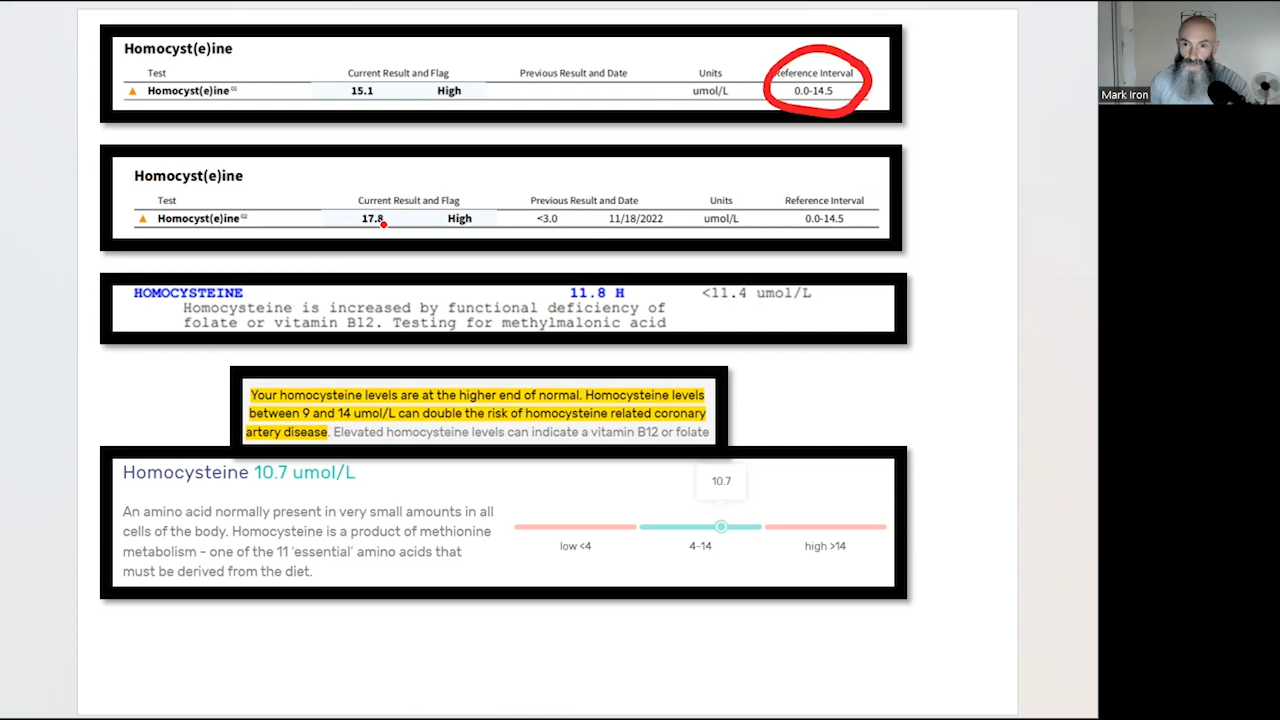 Homocyst(e)ine
Test Current Result and Flag Previous Result and Date Units Reference Interval
Homocyst(e)ine 01 15.1 High umol/L 0.0-14.5
Homocyst(e)ine
Test Current Result and Flag Previous Result and Date Units Reference Interval
Homocyst(e)ine 02 17.8 High <3.0 11/18/2022 umol/L 0.0-14.5
HOMOCYSTEINE 11.8 H <11.4 umol/L
Homocysteine is increased by functional deficiency of
folate or vitamin B12. Testing for methylmalonic acid
Your homocysteine levels are at the higher end of normal. Homocysteine levels
between 9 and 14 umol/L can double the risk of homocysteine related coronary
artery disease. Elevated homocysteine levels can indicate a vitamin B12 or folate
Homocysteine 10.7 umol/L
10.7
An amino acid normally present in very small amounts in all
cells of the body. Homocysteine is a product of methionine
metabolism - one of the 11 'essential' amino acids that
must be derived from the diet.
low <4 4-14 high >14
Mark Iron